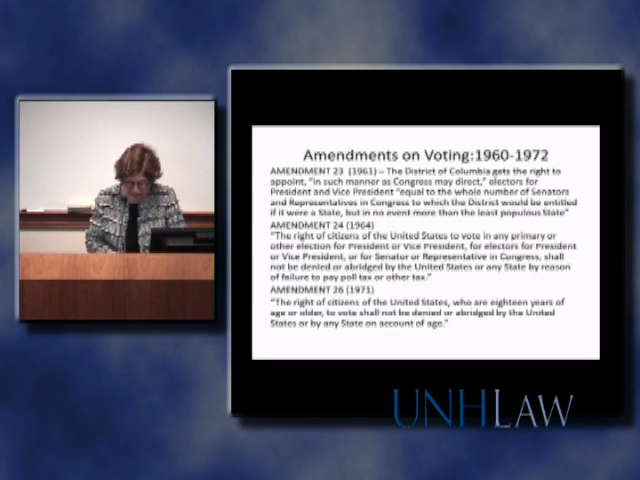 Amendments on Voting:1960-1972
AMENDMENT 23 (1961) – The District of Columbia gets the right to
appoint, "in such manner as Congress may direct," electors for
President and Vice President "equal to the whole number of Senators
and Representatives in Congress to which the District would be entitled
if it were a State, but in no event more than the least populous State"
AMENDMENT 24 (1964)
"The right of citizens of the United States to vote in any primary or
other election for President or Vice President, for electors for President
or Vice President, or for Senator or Representative in Congress, shall
not be denied or abridged by the United States or any State by reason
of failure to pay poll tax or other tax."
AMENDMENT 26 (1971)
"The right of citizens of the United States, who are eighteen years of
age or older, to vote shall not be denied or abridged by the United
States or by any State on account of age."
UNHLAW